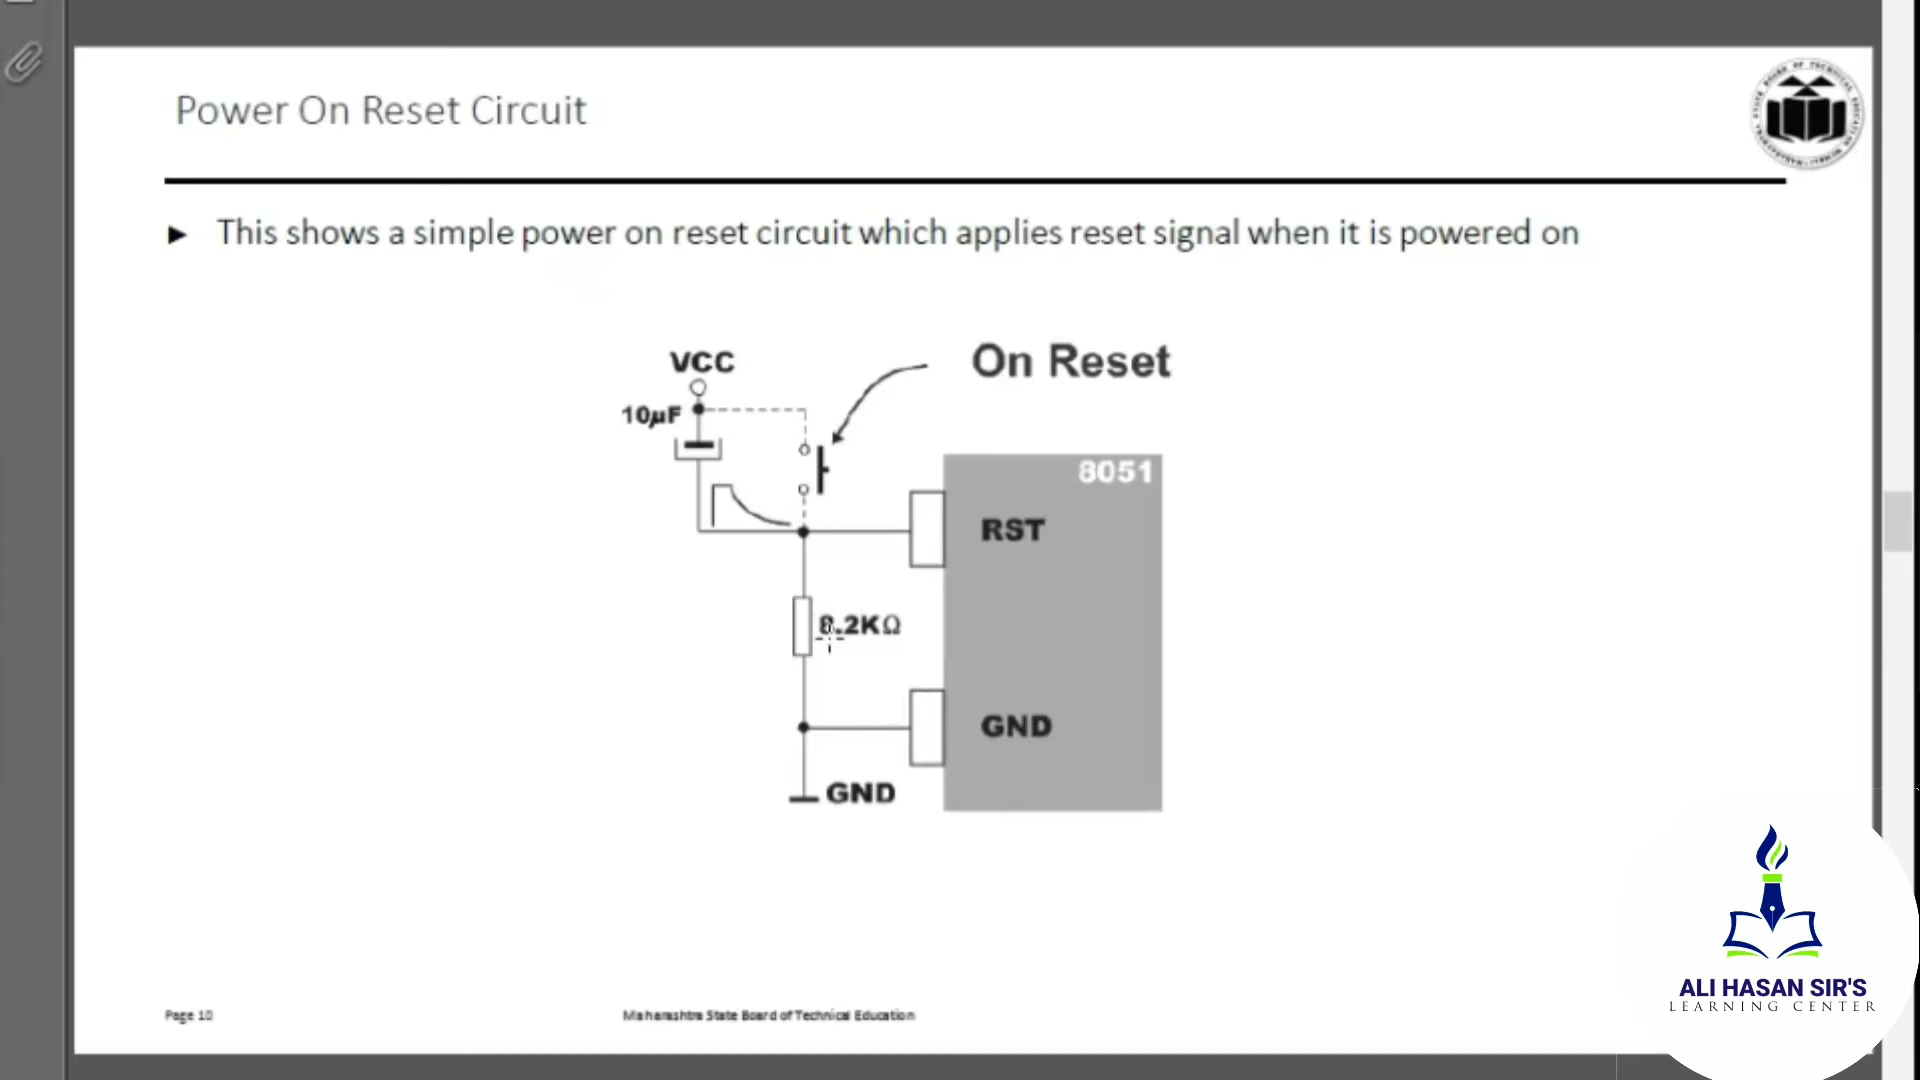 Power On Reset Circuit
► This shows a simple power on reset circuit which applies reset signal when it is powered on
VCC
On Reset
10µF
8051
RST
8.2KΩ
GND
GND
Page 10
Maharashtra State Board of Technical Education
ALI HASAN SIR'S
LEARNING CENTER